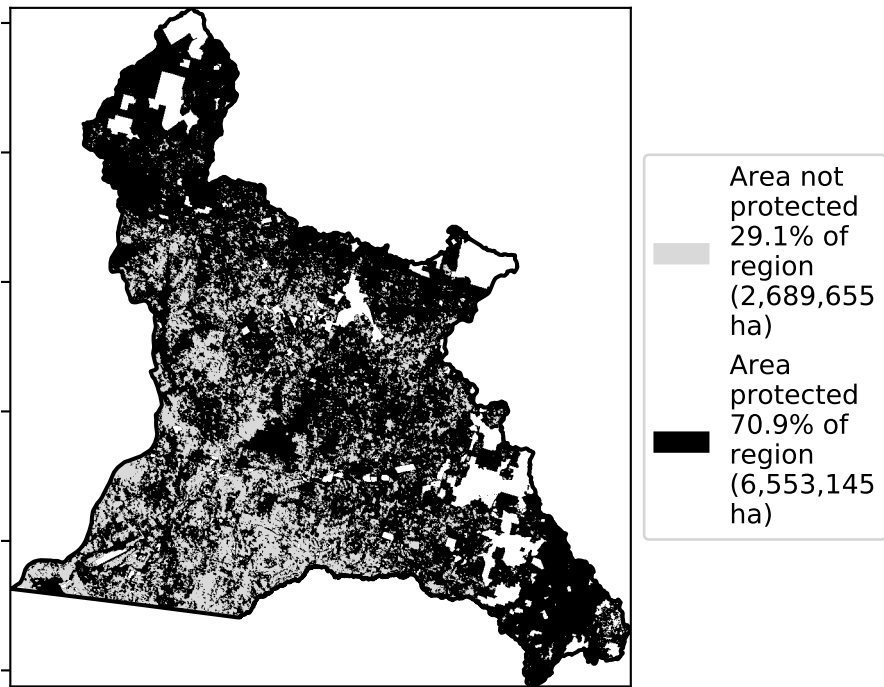 Area not
protected
29.1% of
region
(2,689,655
ha)
Area
protected
70.9% of
region
(6,553,145
ha)